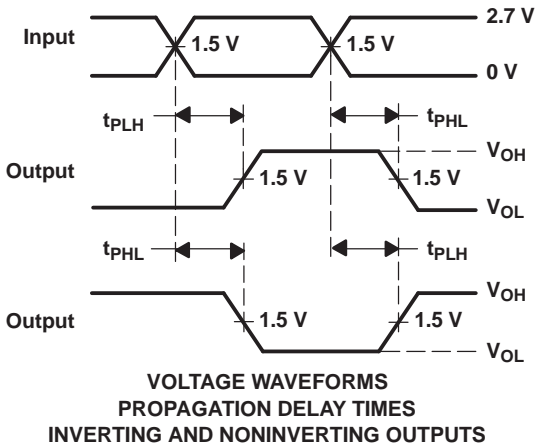 2.7 V
Input
1.5 V
1.5 V
0 V
tPLH
tPHL
VOH
Output
1.5 V
1.5 V
VOL
tPHL
tPLH
VOH
Output
1.5 V
1.5 V
VOL
VOLTAGE WAVEFORMS
PROPAGATION DELAY TIMES
INVERTING AND NONINVERTING OUTPUTS